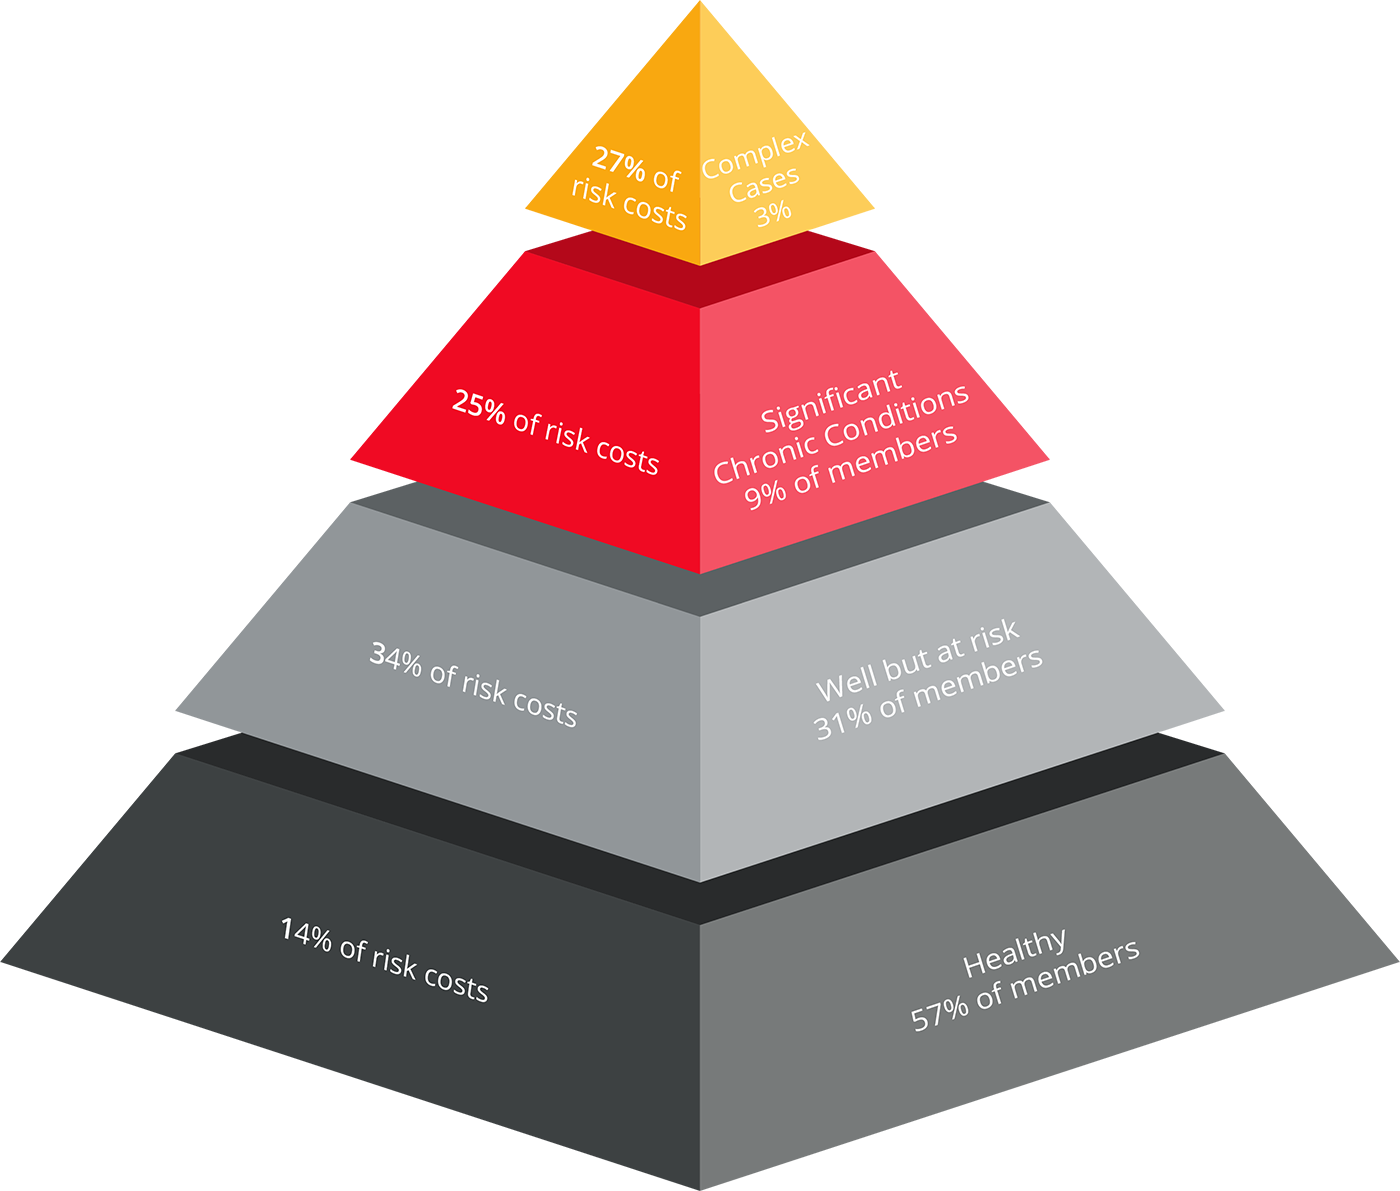 27% of
risk costs
Complex
Cases
3%
25% of risk costs
Significant
Chronic Conditions
9% of members
34% of risk costs
Well but at risk
31% of members
14% of risk costs
Healthy
57% of members